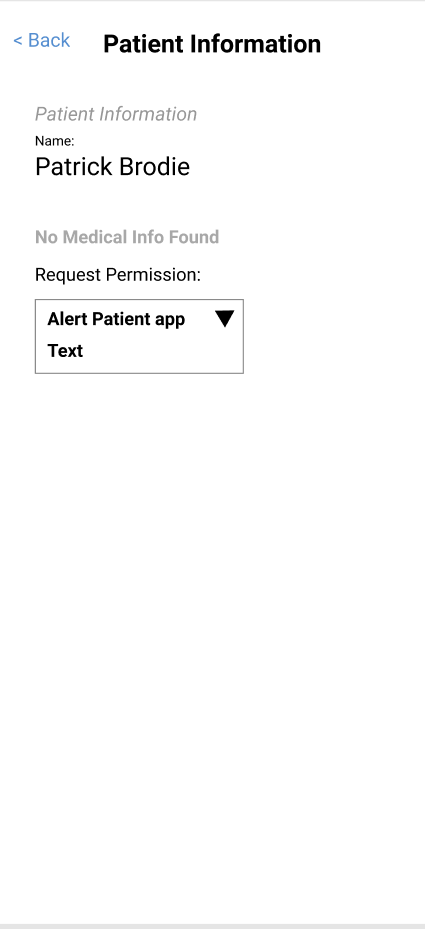 < Back
Patient Information
Patient Information
Name:
Patrick Brodie
No Medical Info Found
Request Permission:
Alert Patient app
Text